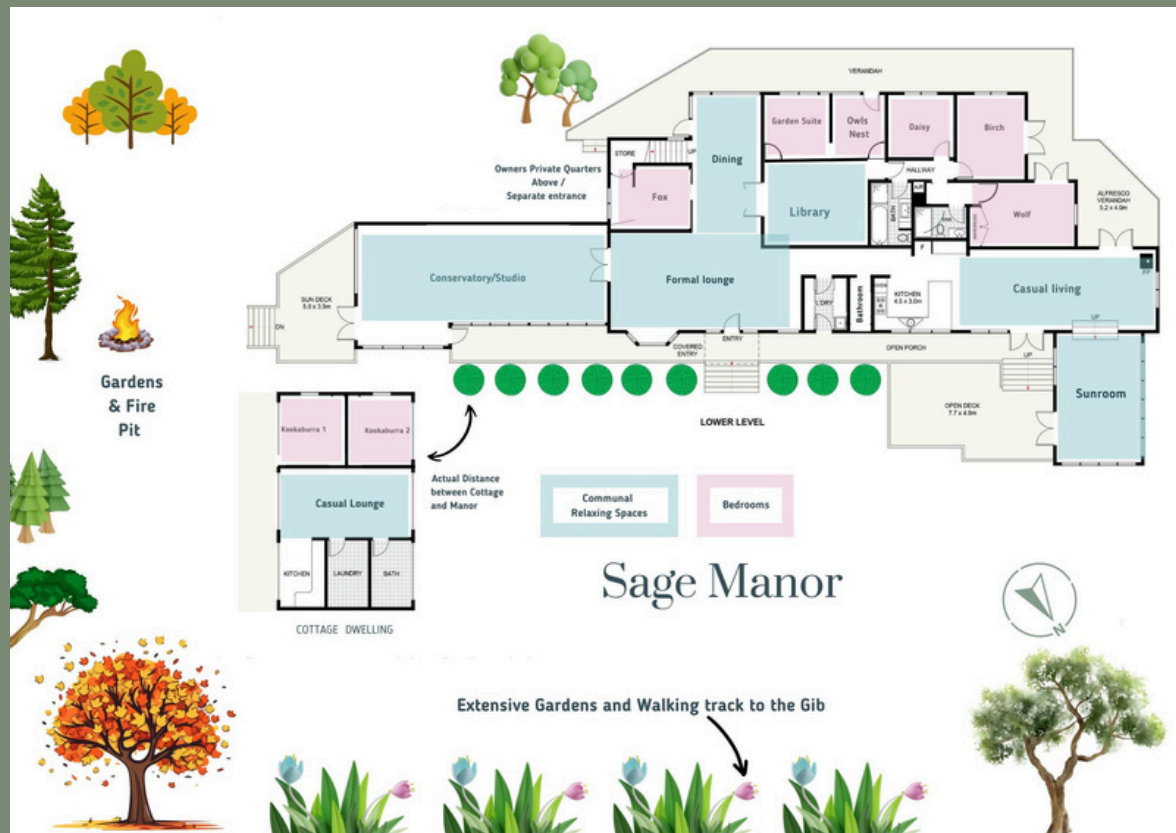 VERANDAH
Garden Suite
Owls
Nest
Daisy
Birch
STORE
UP
Dining
HALLWAY
Owners Private Quarters
Above /
Separate entrance
Fox
Library
BATH
A/R
ENS
WARDROBE
Wolf
ALFRESCO
VERANDAH
5.2 x 4.0m
Conservatory/Studio
Formal lounge
F
Casual living
FP
SUN DECK
5.0 x 3.5m
DN
L'DRY
Bathroom
OVEN
KITCHEN
4.5 x 3.0m
UP
ENTRY
COVERED
ENTRY
OPEN PORCH
UP
Sunroom
OPEN DECK
7.7 x 4.8m
LOWER LEVEL
Gardens
& Fire
Pit
Kookaburra 1
Kookaburra 2
Actual Distance
between Cottage
and Manor
Casual Lounge
KITCHEN
LAUNDRY
BATH
COTTAGE DWELLING
Communal
Relaxing Spaces
Bedrooms
Sage Manor
N
Extensive Gardens and Walking track to the Gib